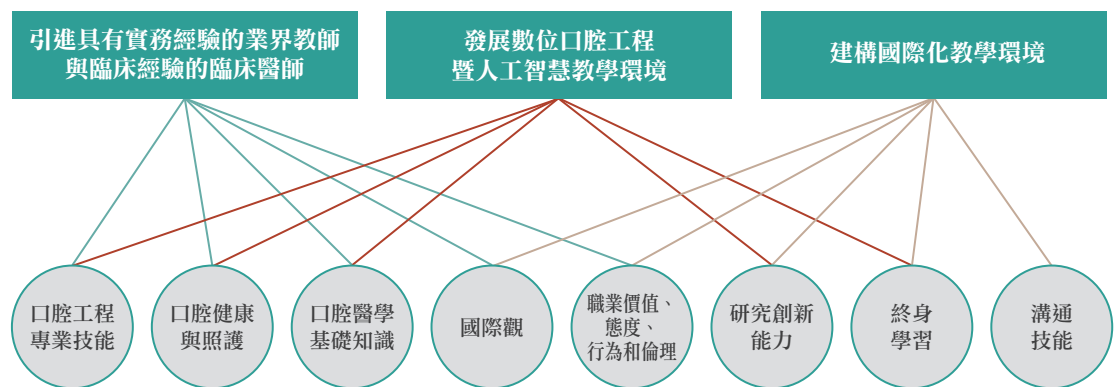 引進具有實務經驗的業界教師
與臨床經驗的臨床醫師
發展數位口腔工程
暨人工智慧教學環境
建構國際化教學環境
口腔工程
專業技能
口腔健康
與照護
口腔醫學
基礎知識
國際觀
職業價值、
態度、
行為和倫理
研究創新
能力
終身
學習
溝通
技能